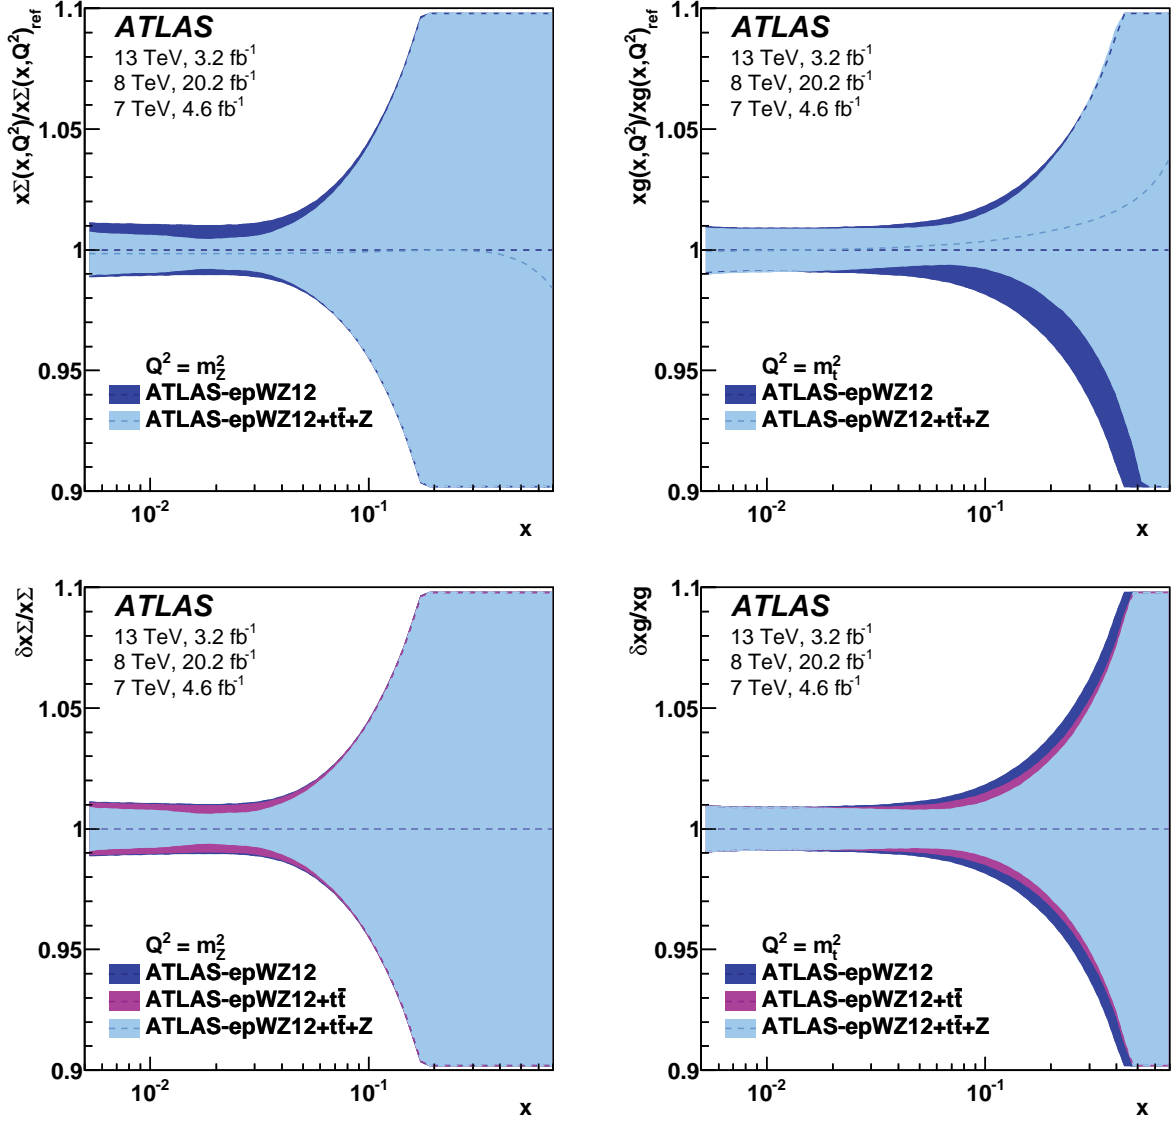 xΣ(x,Q²)/xΣ(x,Q²)ref
1.1
1.05
1
0.95
0.9
ATLAS
13 TeV, 3.2 fb⁻¹
8 TeV, 20.2 fb⁻¹
7 TeV, 4.6 fb⁻¹
Q² = m²Z
ATLAS-epWZ12
ATLAS-epWZ12+tt̄+Z
10⁻² 10⁻¹
x
xg(x,Q²)/xg(x,Q²)ref
1.1
1.05
1
0.95
0.9
ATLAS
13 TeV, 3.2 fb⁻¹
8 TeV, 20.2 fb⁻¹
7 TeV, 4.6 fb⁻¹
Q² = m²t
ATLAS-epWZ12
ATLAS-epWZ12+tt̄+Z
10⁻² 10⁻¹
x
δxΣ/xΣ
1.1
1.05
1
0.95
0.9
ATLAS
13 TeV, 3.2 fb⁻¹
8 TeV, 20.2 fb⁻¹
7 TeV, 4.6 fb⁻¹
Q² = m²Z
ATLAS-epWZ12
ATLAS-epWZ12+tt̄
ATLAS-epWZ12+tt̄+Z
10⁻² 10⁻¹
x
δxg/xg
1.1
1.05
1
0.95
0.9
ATLAS
13 TeV, 3.2 fb⁻¹
8 TeV, 20.2 fb⁻¹
7 TeV, 4.6 fb⁻¹
Q² = m²t
ATLAS-epWZ12
ATLAS-epWZ12+tt̄
ATLAS-epWZ12+tt̄+Z
10⁻² 10⁻¹
x